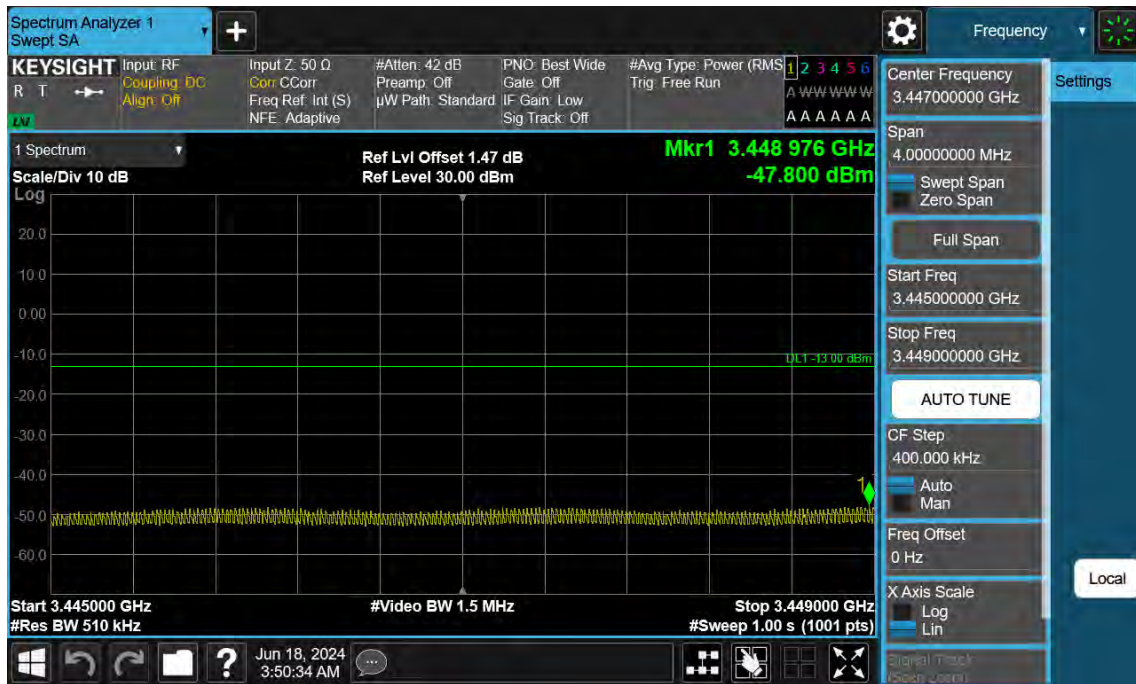 Spectrum Analyzer 1
Swept SA
Frequency
KEYSIGHT
R T
LXI
Input: RF
Coupling: DC
Align: Off
Input Z: 50 Ω
Corr CCorr
Freq Ref: Int (S)
NFE: Adaptive
#Atten: 42 dB
Preamp: Off
µW Path: Standard
PNO: Best Wide
Gate: Off
IF Gain: Low
Sig Track: Off
#Avg Type: Power (RMS
Trig: Free Run
1 2 3 4 5 6
A W W W W W
A A A A A A
1 Spectrum
Scale/Div 10 dB
Log
Ref Lvl Offset 1.47 dB
Ref Level 30.00 dBm
Mkr1 3.448 976 GHz
-47.800 dBm
20.0
10.0
0.00
-10.0
DL1 -13.00 dBm
-20.0
-30.0
-40.0
1
-50.0
-60.0
Start 3.445000 GHz
#Video BW 1.5 MHz
Stop 3.449000 GHz
#Res BW 510 kHz
#Sweep 1.00 s (1001 pts)
?
Jun 18, 2024
3:50:34 AM
Center Frequency
3.447000000 GHz
Settings
Span
4.00000000 MHz
Swept Span
Zero Span
Full Span
Start Freq
3.445000000 GHz
Stop Freq
3.449000000 GHz
AUTO TUNE
CF Step
400.000 kHz
Auto
Man
Freq Offset
0 Hz
Local
X Axis Scale
Log
Lin
Signal Track
(Span Zoom)